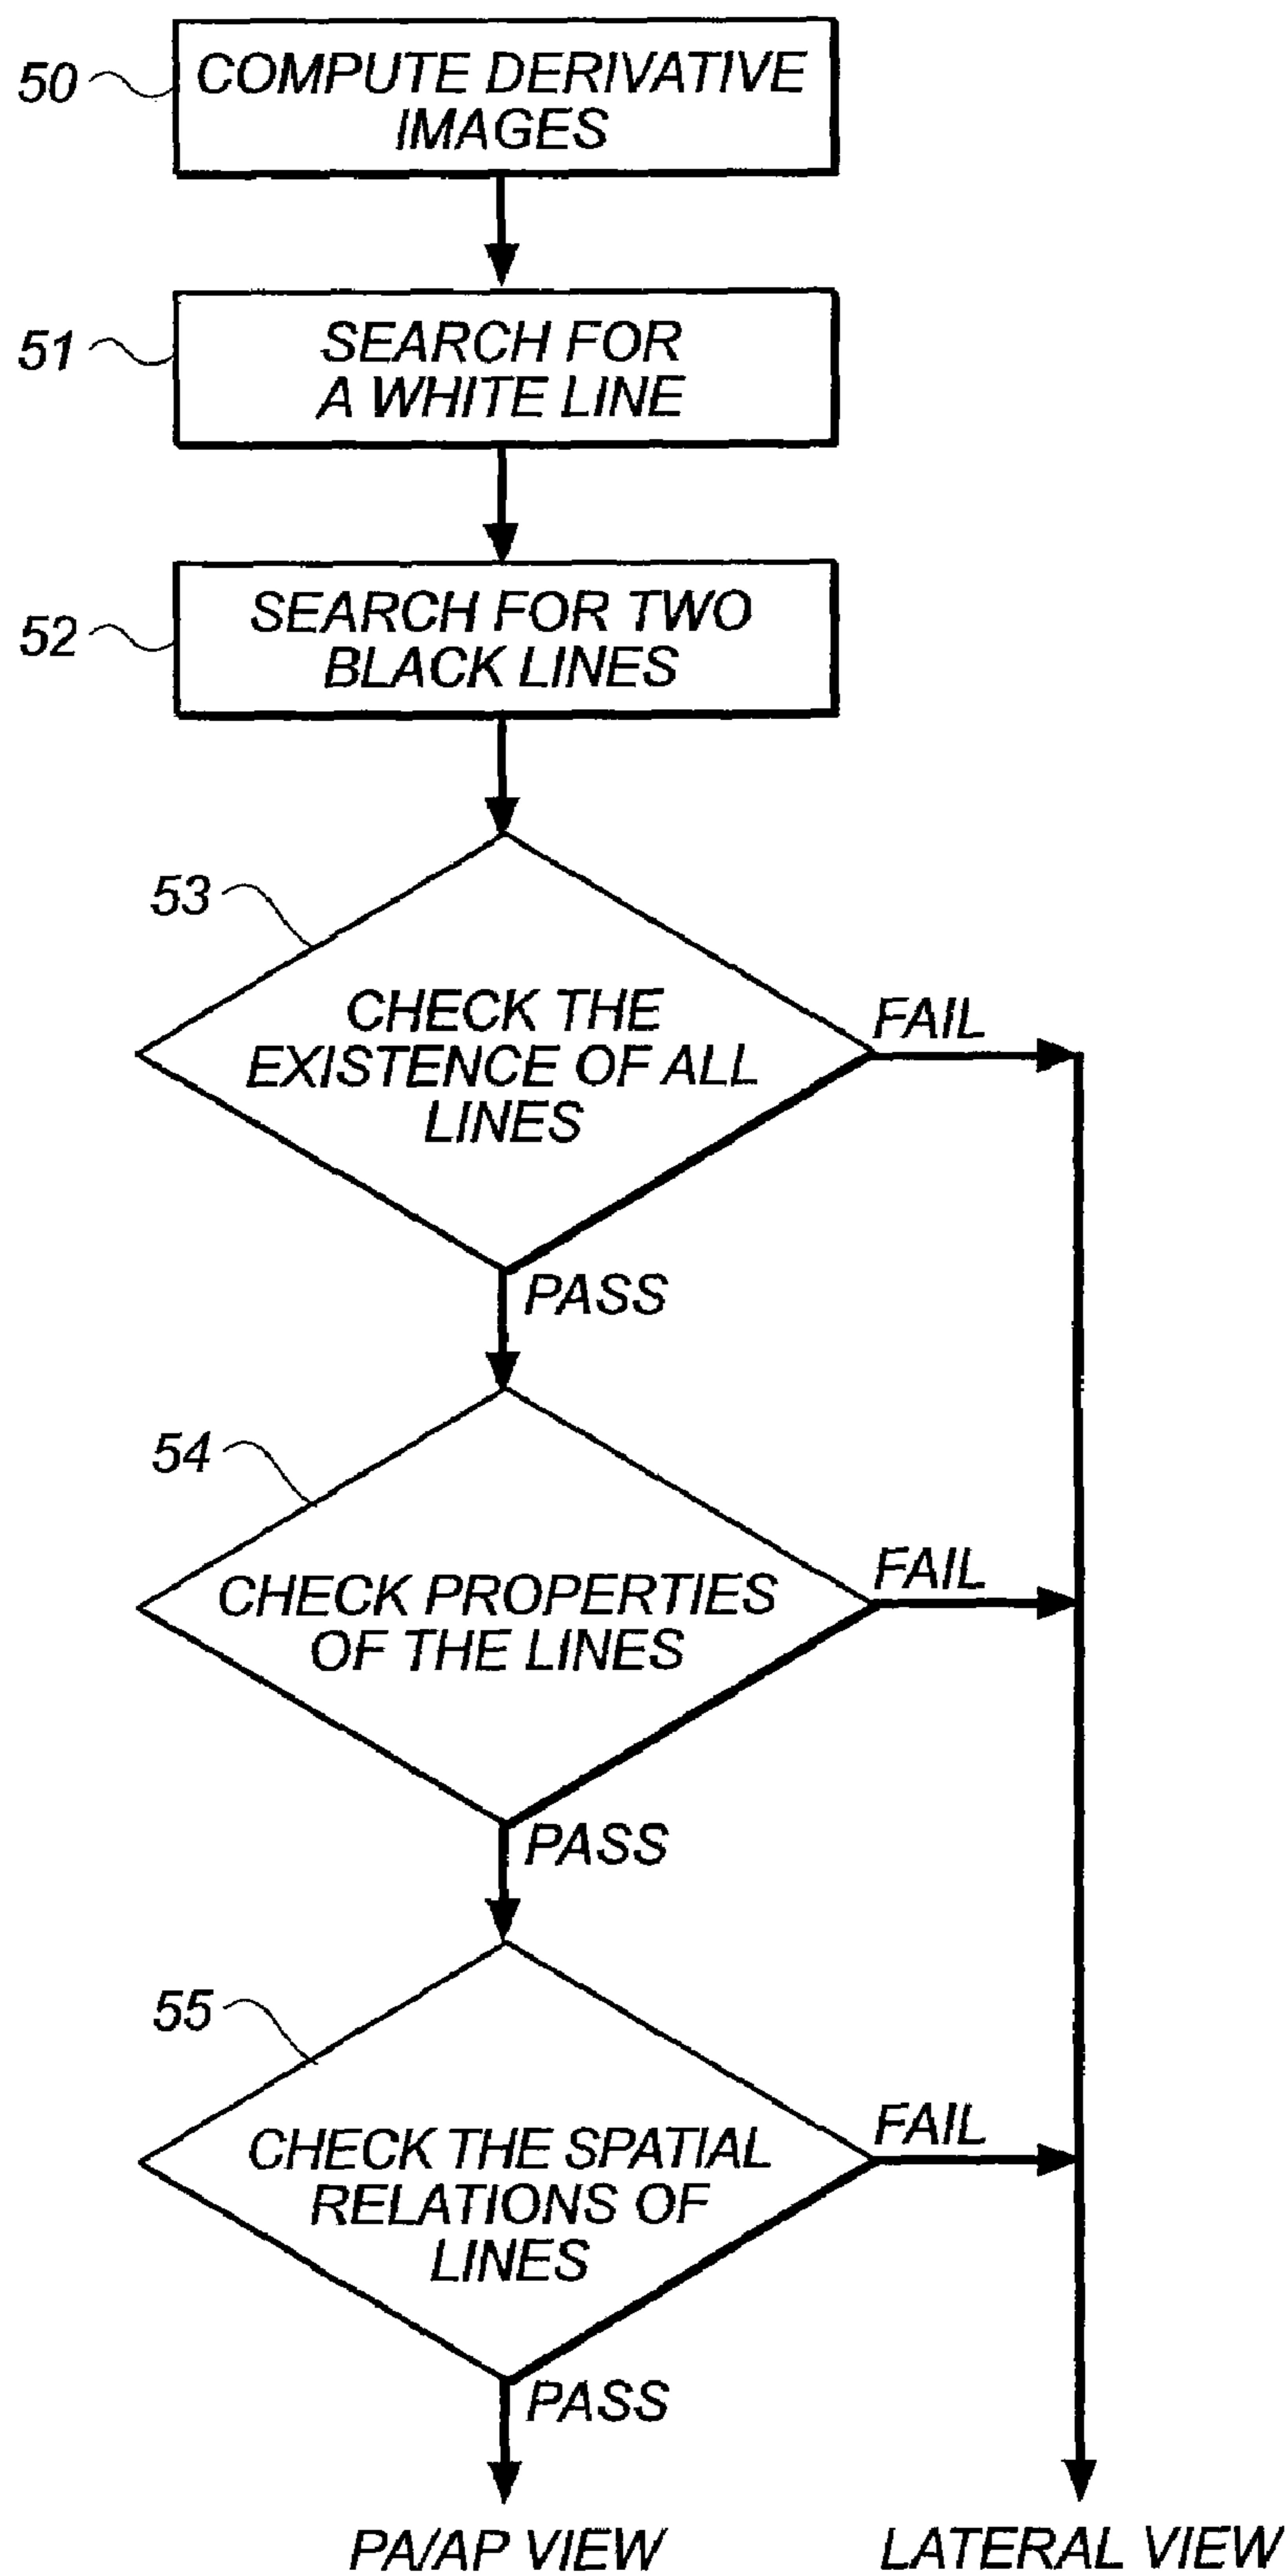 50
COMPUTE DERIVATIVE
IMAGES
51
SEARCH FOR
A WHITE LINE
52
SEARCH FOR TWO
BLACK LINES
53
CHECK THE
EXISTENCE OF ALL
LINES
FAIL
PASS
54
CHECK PROPERTIES
OF THE LINES
FAIL
PASS
55
CHECK THE SPATIAL
RELATIONS OF
LINES
FAIL
PASS
PA/AP VIEW
LATERAL VIEW